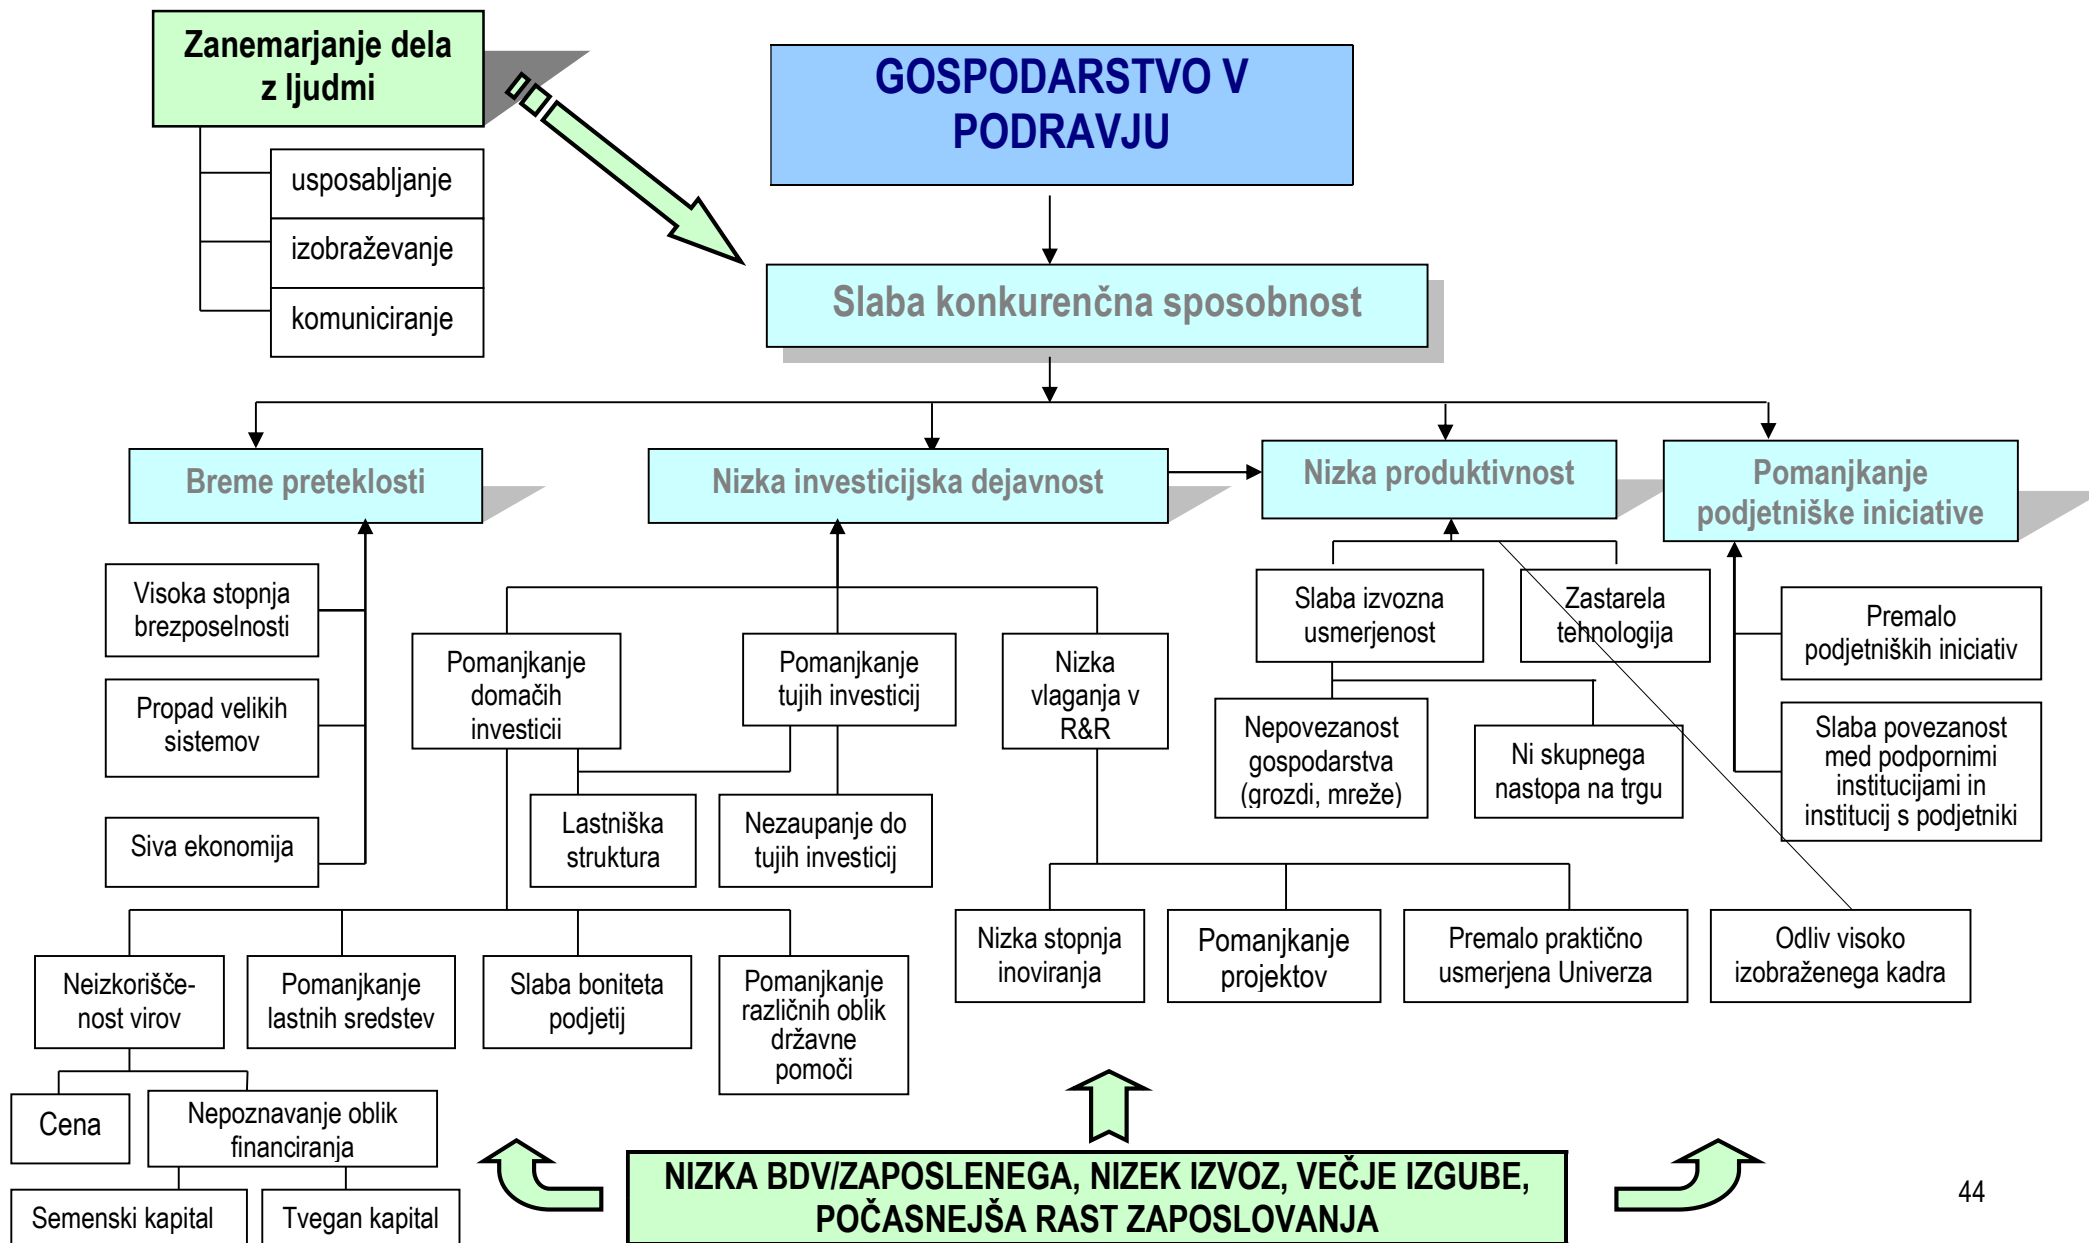 Zanemarjanje dela
z ljudmi
usposabljanje
izobraževanje
komuniciranje
GOSPODARSTVO V
PODRAVJU
Slaba konkurenčna sposobnost
Breme preteklosti
Nizka investicijska dejavnost
Nizka produktivnost
Pomanjkanje
podjetniške iniciative
Visoka stopnja
brezposelnosti
Propad velikih
sistemov
Siva ekonomija
Pomanjkanje
domačih
investicii
Pomanjkanje
tujih investicij
Nizka
vlaganja v
R&R
Lastniška
struktura
Nezaupanje do
tujih investicij
Slaba izvozna
usmerjenost
Zastarela
tehnologija
Nepovezanost
gospodarstva
(grozdi, mreže)
Ni skupnega
nastopa na trgu
Premalo
podjetniških iniciativ
Slaba povezanost
med podpornimi
institucijami in
institucij s podjetniki
Neizkorišče-
nost virov
Pomanjkanje
lastnih sredstev
Slaba boniteta
podjetij
Pomanjkanje
različnih oblik
državne
pomoči
Nizka stopnja
inoviranja
Pomanjkanje
projektov
Premalo praktično
usmerjena Univerza
Odliv visoko
izobraženega kadra
Cena
Nepoznavanje oblik
financiranja
Semenski kapital
Tvegan kapital
NIZKA BDV/ZAPOSLENEGA, NIZEK IZVOZ, VEČJE IZGUBE,
POČASNEJŠA RAST ZAPOSLOVANJA
44